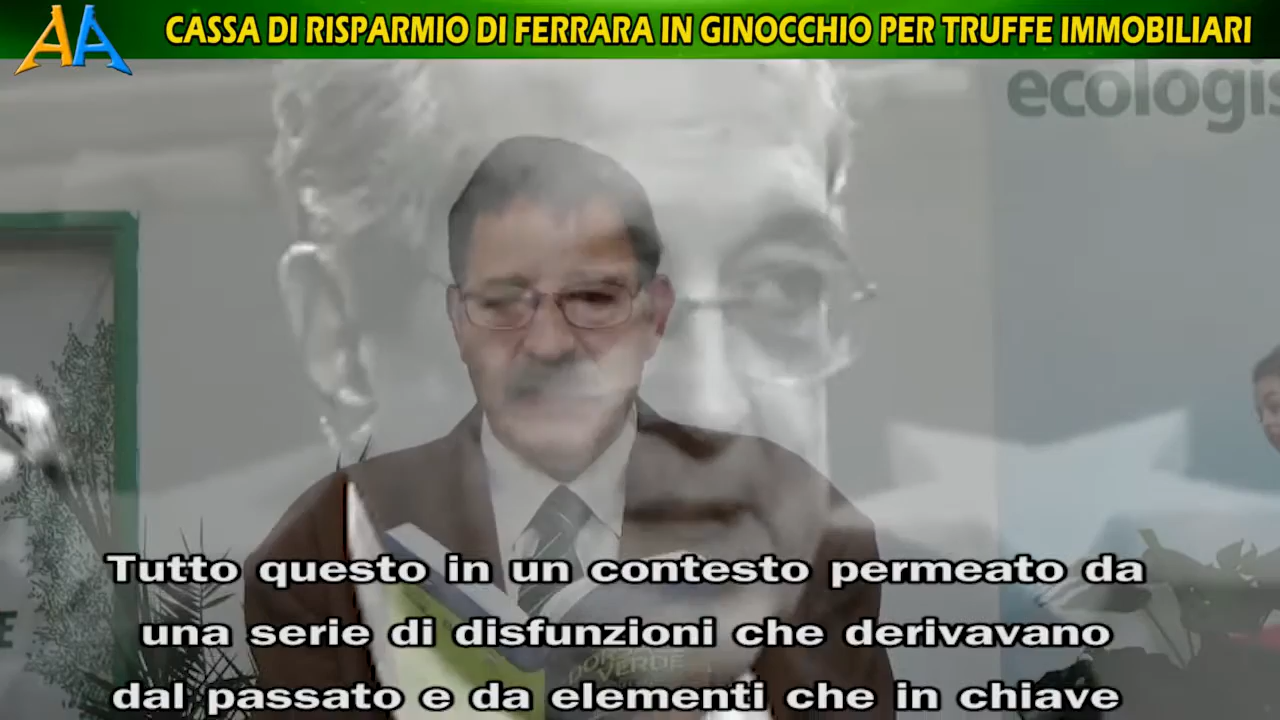 AA CASSA DI RISPARMIO DI FERRARA IN GINOCCHIO PER TRUFFE IMMOBILIARI
ecologis
Tutto questo in un contesto permeato da
una serie di disfunzioni che derivavano
dal passato e da elementi che in chiave